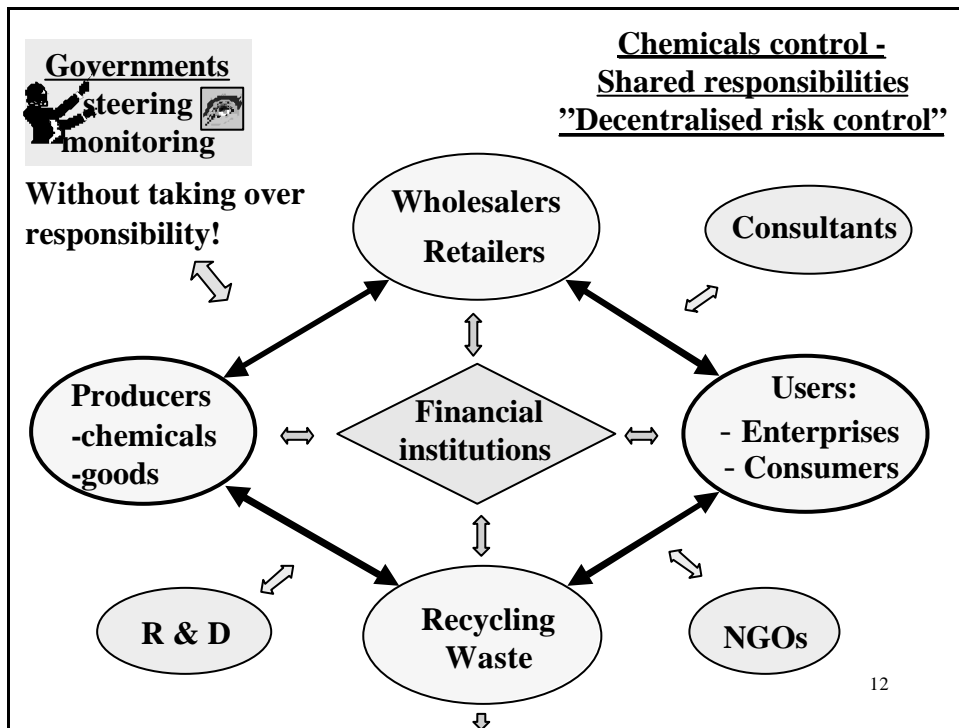 Governments
steering
monitoring
Without taking over
responsibility!
Chemicals control -
Shared responsibilities
”Decentralised risk control”
Wholesalers
Retailers
Consultants
Producers
-chemicals
-goods
Financial
institutions
Users:
- Enterprises
- Consumers
R & D
Recycling
Waste
NGOs
12